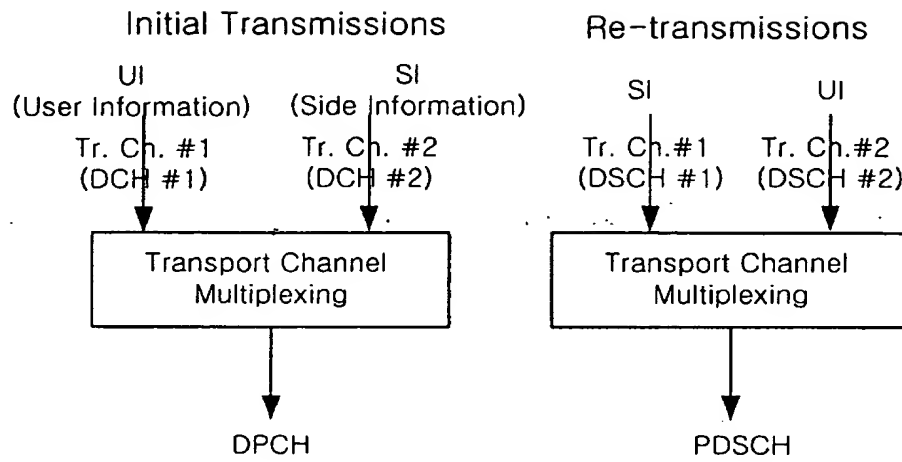 Initial Transmissions
UI
(User Information)
Tr. Ch. #1
(DCH #1)
SI
(Side Information)
Tr. Ch. #2
(DCH #2)
Transport Channel
Multiplexing
DPCH
Re-transmissions
SI
Tr. Ch.#1
(DSCH #1)
UI
Tr. Ch.#2
(DSCH #2)
Transport Channel
Multiplexing
PDSCH